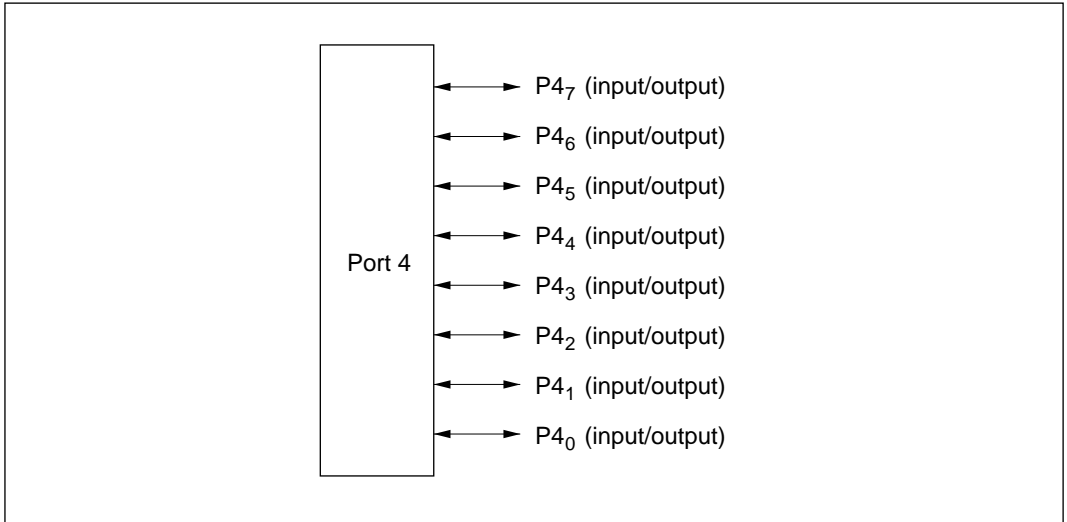 P4₇ (input/output)
P4₆ (input/output)
P4₅ (input/output)
P4₄ (input/output)
Port 4
P4₃ (input/output)
P4₂ (input/output)
P4₁ (input/output)
P4₀ (input/output)